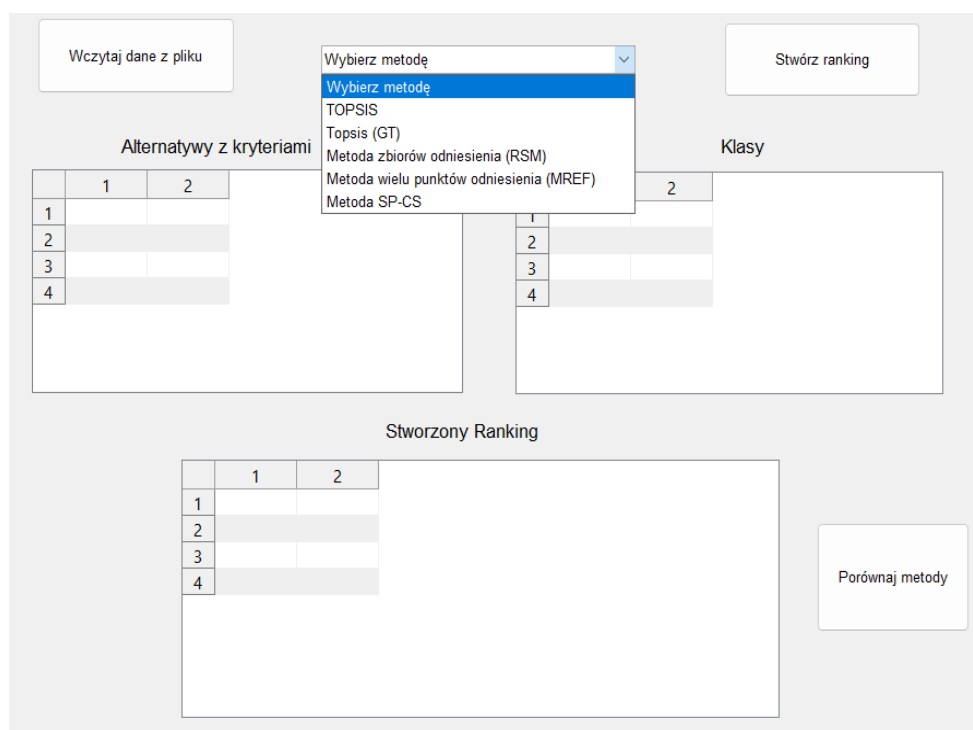 Wczytaj dane z pliku
Wybierz metodę
Stwórz ranking
Wybierz metodę
TOPSIS
Topsis (GT)
Metoda zbiorów odniesienia (RSM)
Metoda wielu punktów odniesienia (MREF)
Metoda SP-CS
Alternatywy z kryteriami
Klasy
1 2
1
2
3
4
2
1
2
3
4
Stworzony Ranking
1 2
1
2
3
4
Porównaj metody